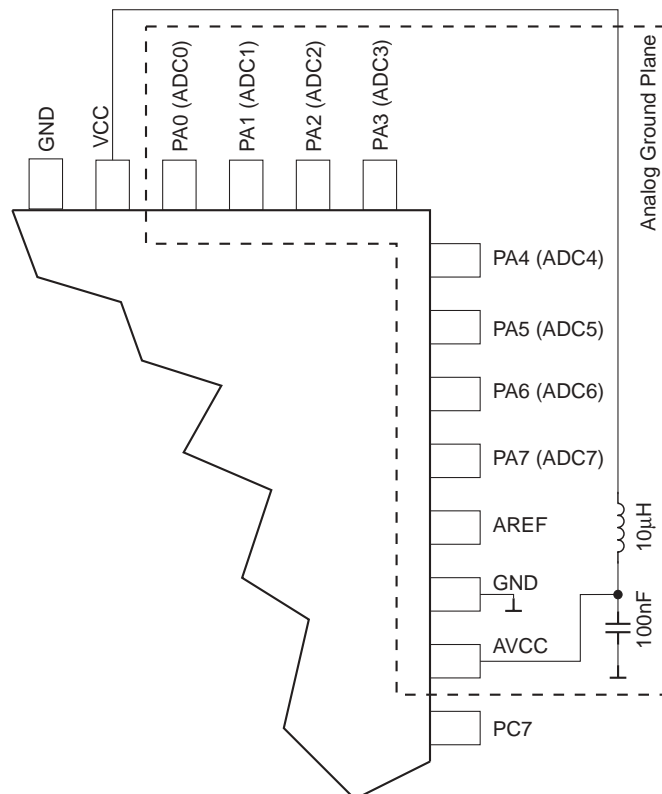 GND
VCC
PA0 (ADC0)
PA1 (ADC1)
PA2 (ADC2)
PA3 (ADC3)
Analog Ground Plane
PA4 (ADC4)
PA5 (ADC5)
PA6 (ADC6)
PA7 (ADC7)
AREF
10μH
GND
AVCC
100nF
PC7